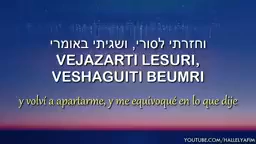 וחזרתי לסורי, ושגיתי באומרי
VEJAZARTI LESURI,
VESHAGUITI BEUMRI
y volví a apartarme, y me equivoqué en lo que dije
YOUTUBE.COM/HALLELYAFIM